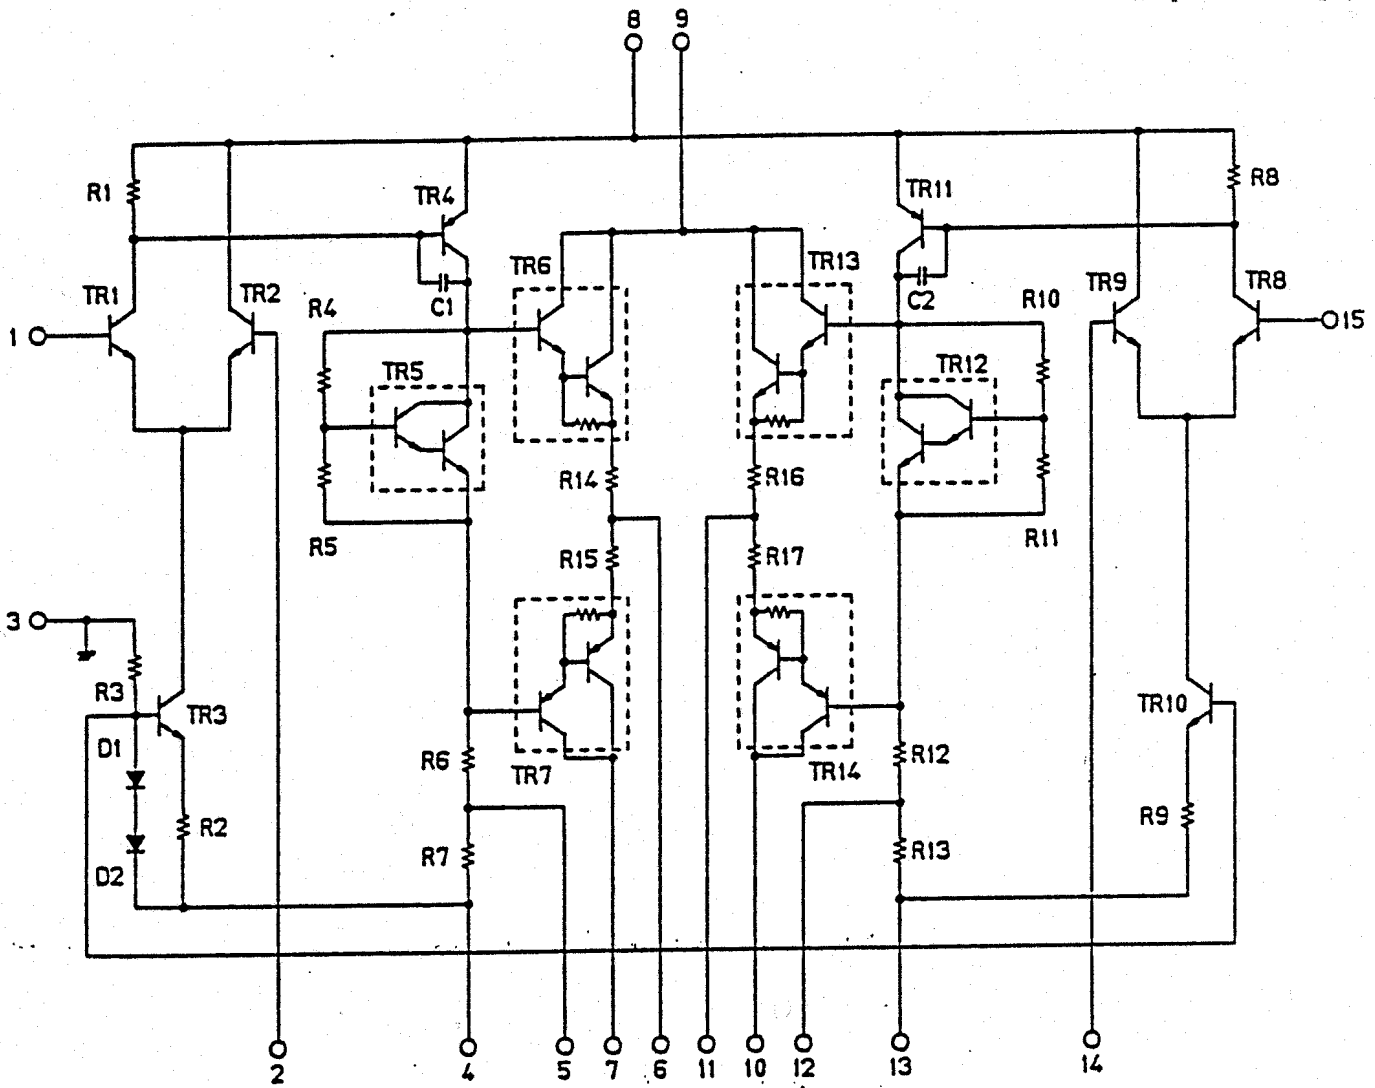 8 9
R1 TR4 TR11 R8
TR1 TR2 TR6 TR13 TR9 TR8
R4 C1 C2 R10
1 15
TR5 TR12
R14 R16
R5 R15 R17 R11
3
R3 TR3 TR10
D1 R6 TR7 TR14 R12
R2 R9
D2 R7 R13
2 4 5 7 6 11 10 12 13 14